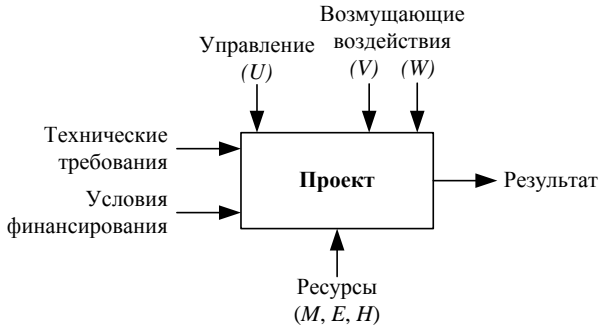 Возмущающие
воздействия
Управление
(U)
(V)
(W)
Технические
требования
Проект
Результат
Условия
финансирования
Ресурсы
(M, E, H)